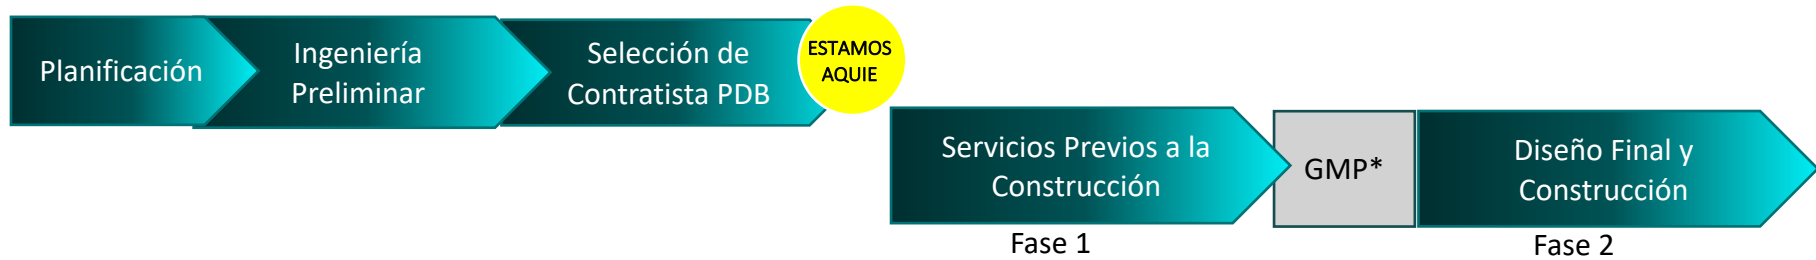 Planificación
Ingeniería
Preliminar
Selección de
Contratista PDB
ESTAMOS
AQUIE
Servicios Previos a la
Construcción
GMP*
Diseño Final y
Construcción
Fase 1
Fase 2